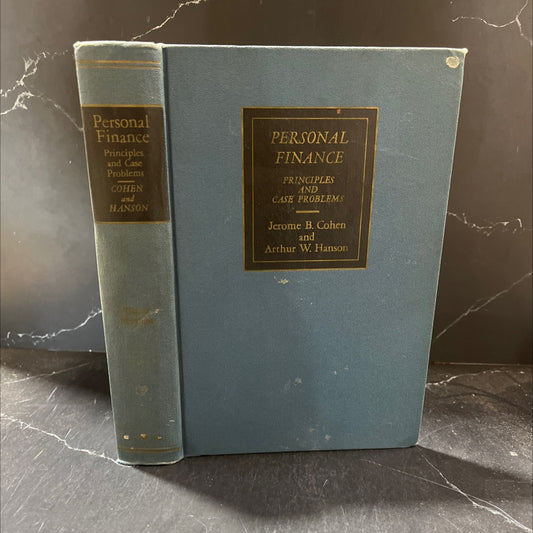 Personal
Finance
Principles
and Case
Problems
COHEN
and
HANSON
PERSONAL
FINANCE
PRINCIPLES
AND
CASE PROBLEMS
Jerome B. Cohen
and
Arthur W. Hanson